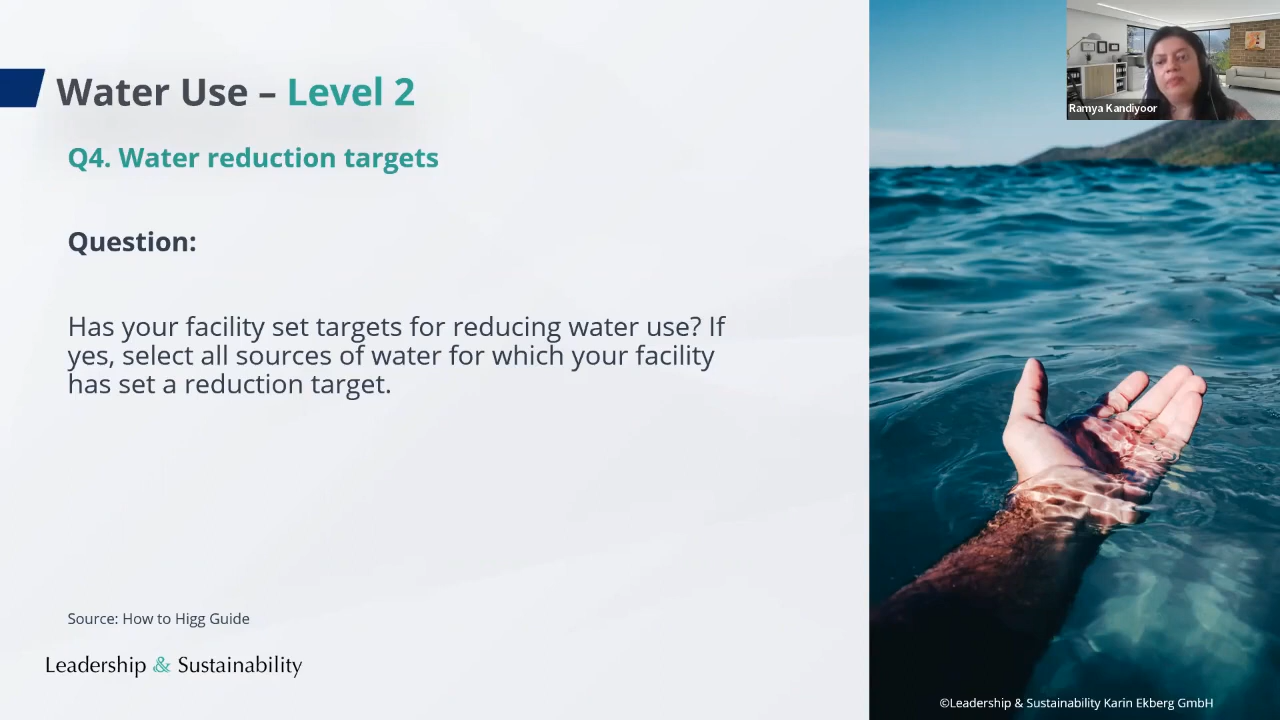 Water Use – Level 2
Q4. Water reduction targets
Question:
Has your facility set targets for reducing water use? If
yes, select all sources of water for which your facility
has set a reduction target.
Source: How to Higg Guide
Leadership & Sustainability
Ramya Kandiyoor
©Leadership & Sustainability Karin Ekberg GmbH